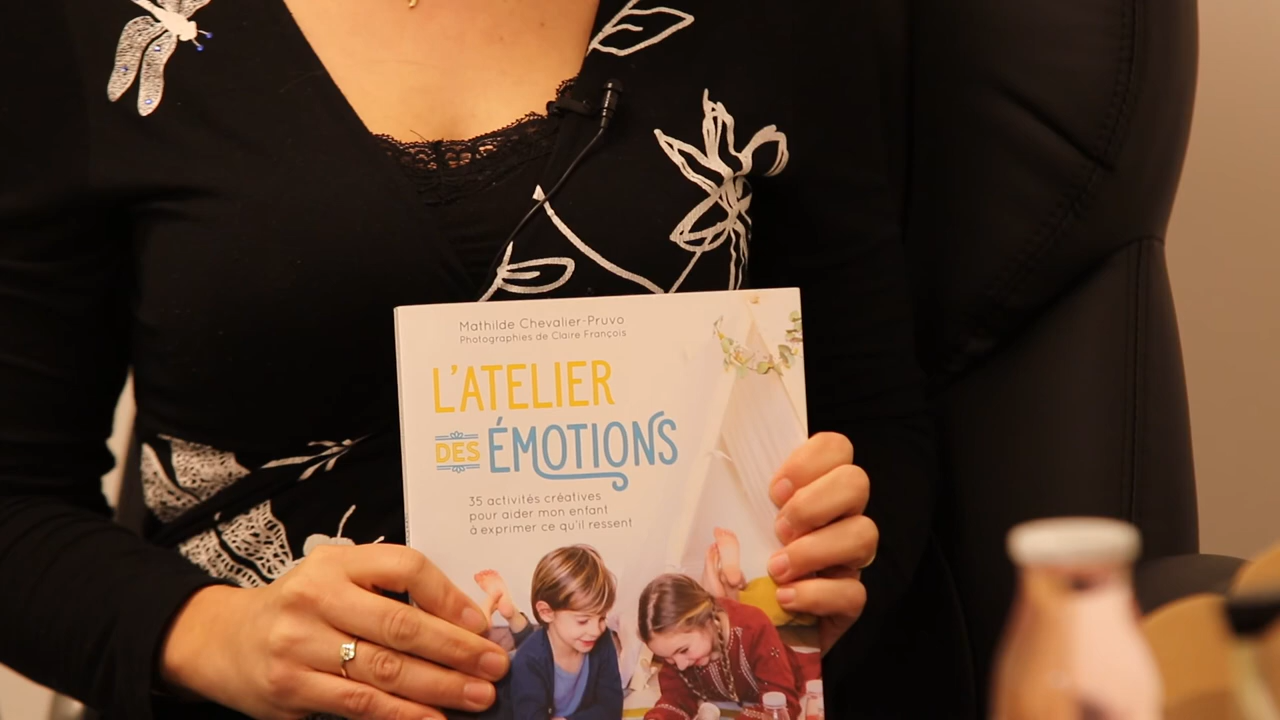 Mathilde Chevalier-Pruvo
Photographies de Claire Français
L'ATELIER
DES ÉMOTIONS
35 activités créatives
pour aider mon enfant
à exprimer ce qu'il ressent